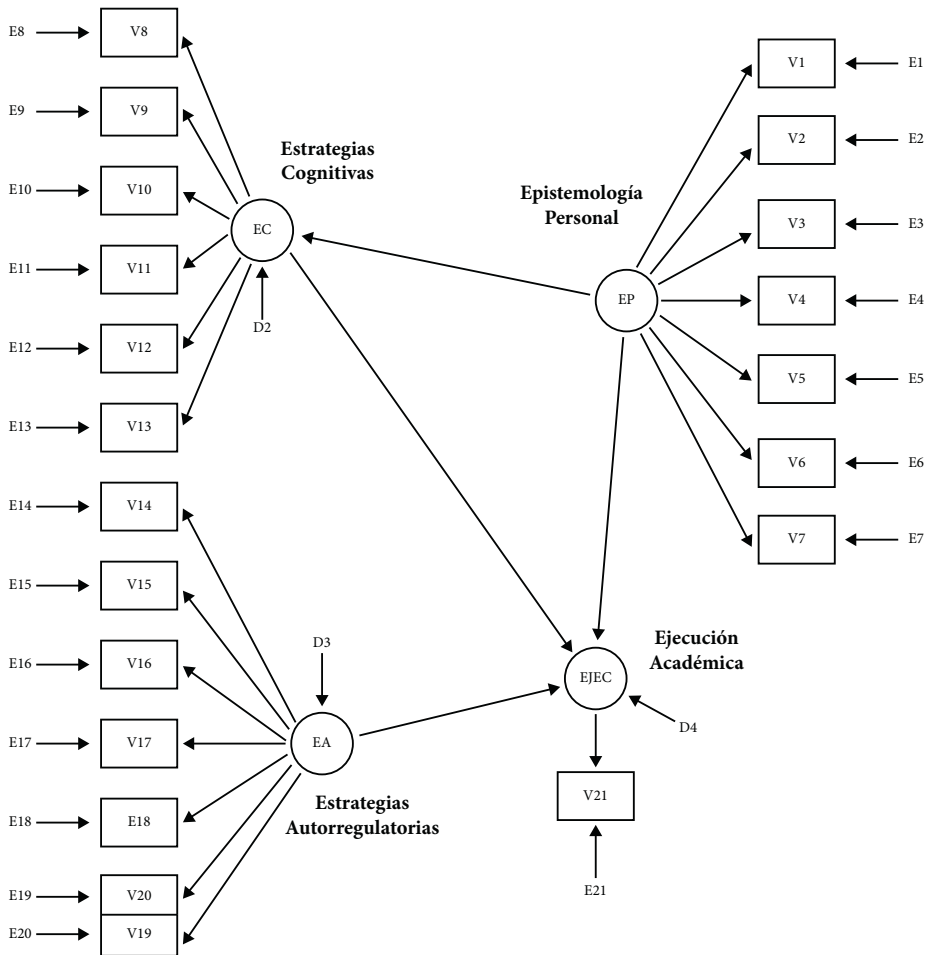 E8
V8
E9
V9
E10
V10
E11
V11
E12
V12
E13
V13
Estrategias
Cognitivas
EC
D2
Epistemología
Personal
EP
V1
E1
V2
E2
V3
E3
V4
E4
V5
E5
V6
E6
V7
E7
E14
V14
E15
V15
E16
V16
E17
V17
E18
E18
E19
V20
E20
V19
D3
EA
Estrategias
Autorregulatorias
Ejecución
Académica
EJEC
D4
V21
E21